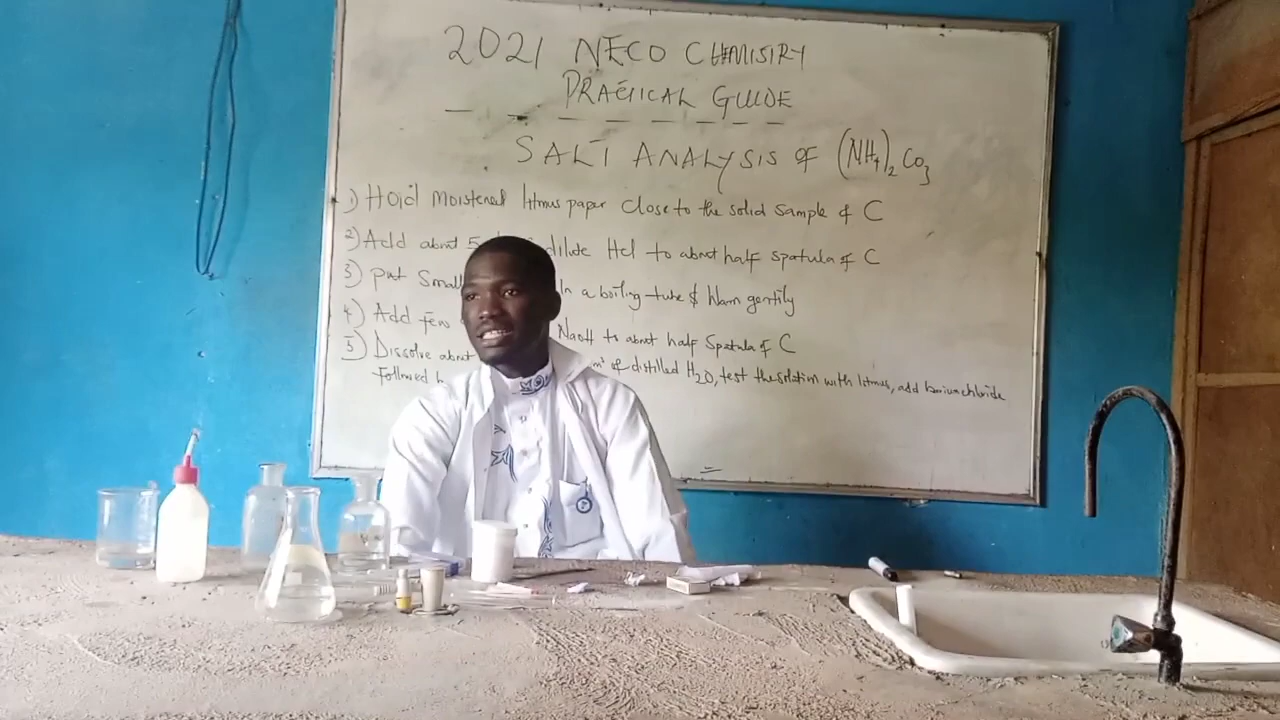 2021 NECO CHEMISTRY
PRACTICAL GUIDE
SALT ANALYSIS OF (NH4)2 CO3
1) Hold moistened litmus paper close to the solid sample of C
2) Add about 5 dilute Hcl to about half spatula of C
3) Put Small In a boiling tube & Warm gently
4) Add few NaoH to about half Spatula of C
5) Dissolve about of distilled H2O, test the solution with litmus, add barium chloride
Followed